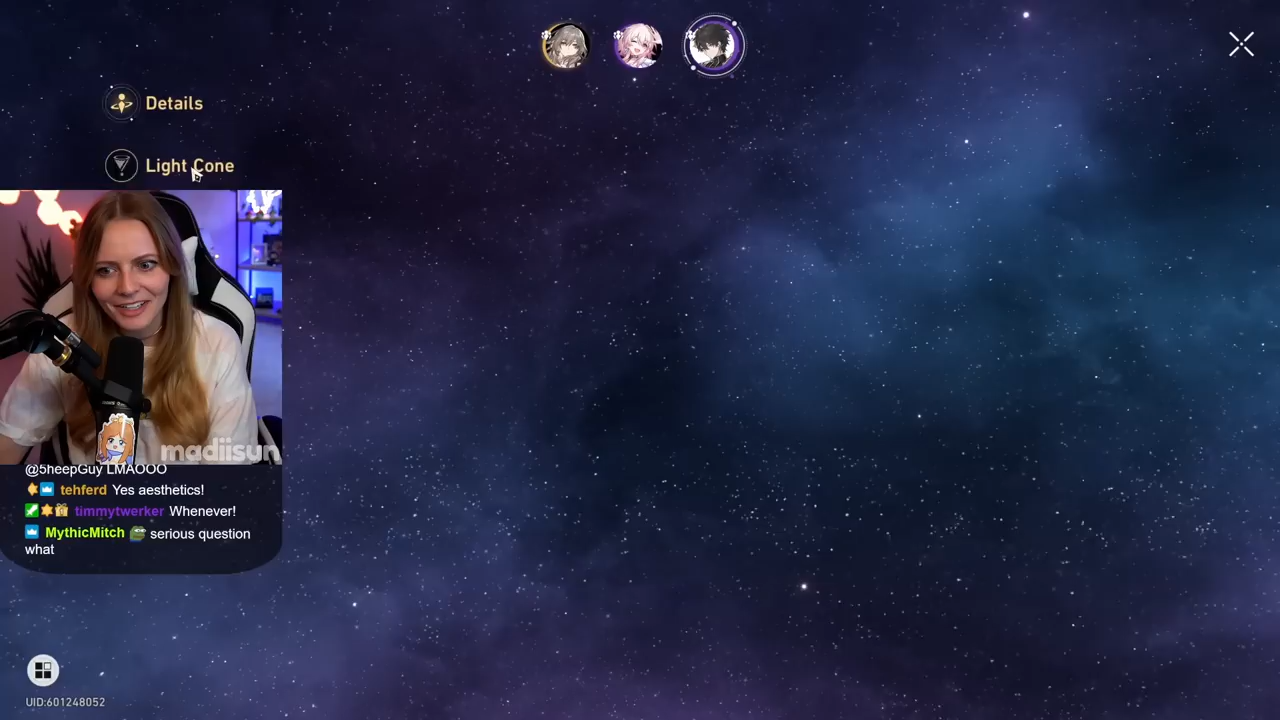 Details
Light Cone
madiisun
@5heepGuy LMAOOO
tehferd Yes aesthetics!
timmytwerker Whenever!
MythicMitch serious question
what
UID:601248052